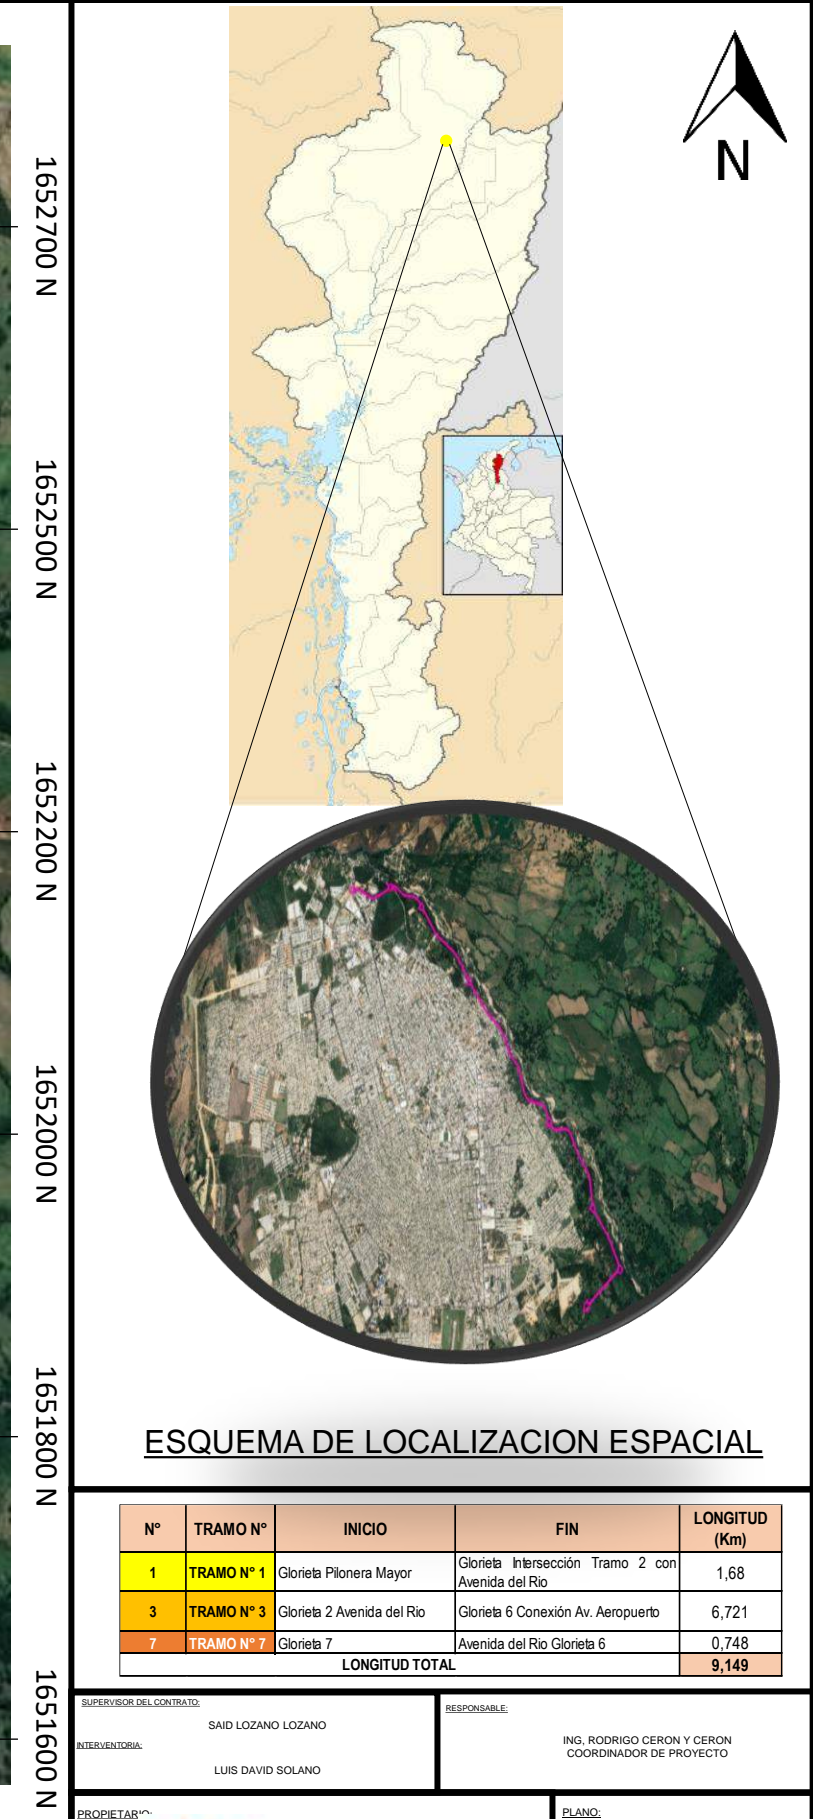 1652700 N
1652500 N
1652200 N
1652000 N
1651800 N
1651600 N
N
ESQUEMA DE LOCALIZACION ESPACIAL
N° TRAMO N° INICIO FIN LONGITUD (Km)
1 TRAMO N° 1 Glorieta Pilonera Mayor Glorieta Intersección Tramo 2 con Avenida del Rio 1,68
3 TRAMO N° 3 Glorieta 2 Avenida del Rio Glorieta 6 Conexión Av. Aeropuerto 6,721
7 TRAMO N° 7 Glorieta 7 Avenida del Rio Glorieta 6 0,748
LONGITUD TOTAL 9,149
SUPERVISOR DEL CONTRATO:
SAID LOZANO LOZANO
INTERVENTORIA:
LUIS DAVID SOLANO
RESPONSABLE:
ING, RODRIGO CERON Y CERON
COORDINADOR DE PROYECTO
PROPIETARIO:
PLANO: